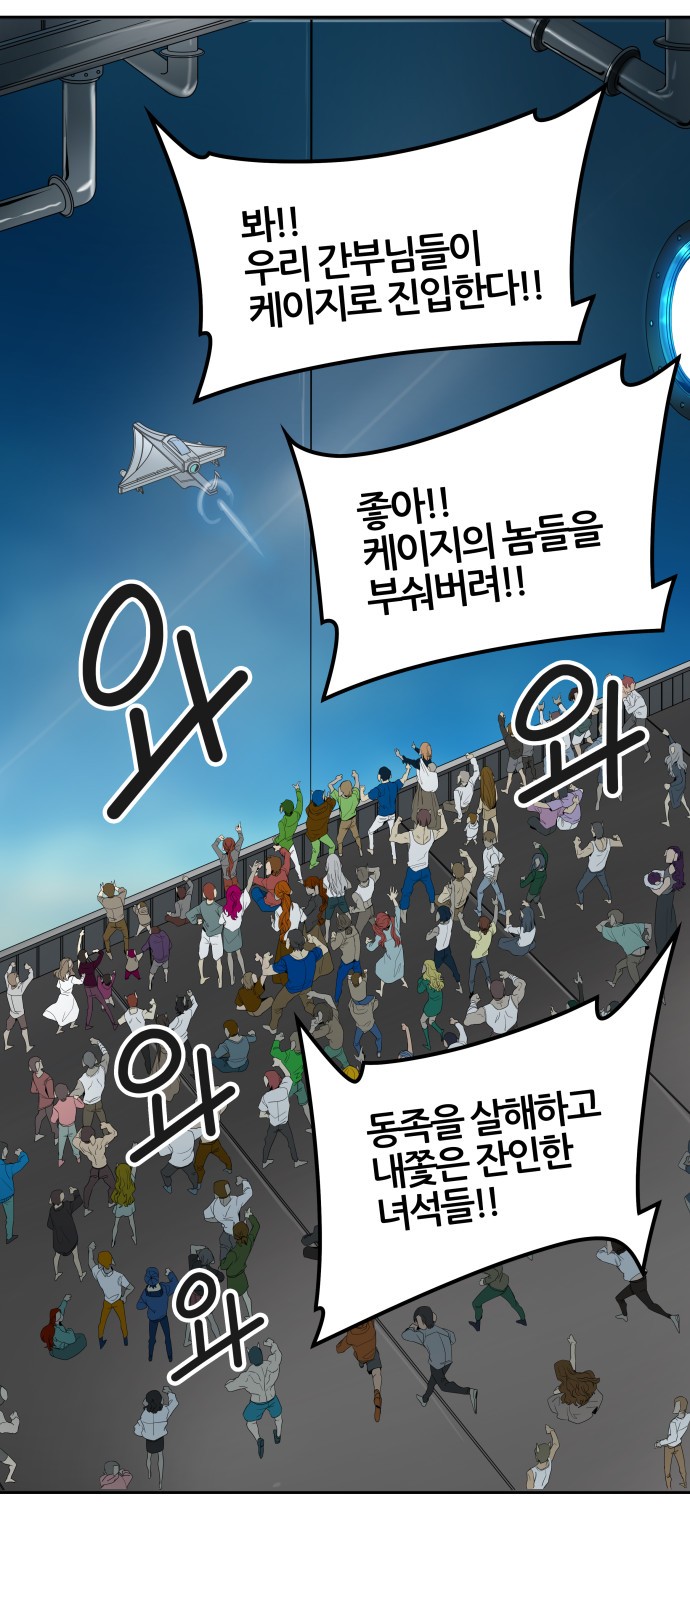 봐!!
우리 간부님들이
케이지로 진입한다!!
좋아!!
케이지의 놈들을
부숴버려!!
와
와
와
동족을 살해하고
내쫓은 잔인한
녀석들!!
와